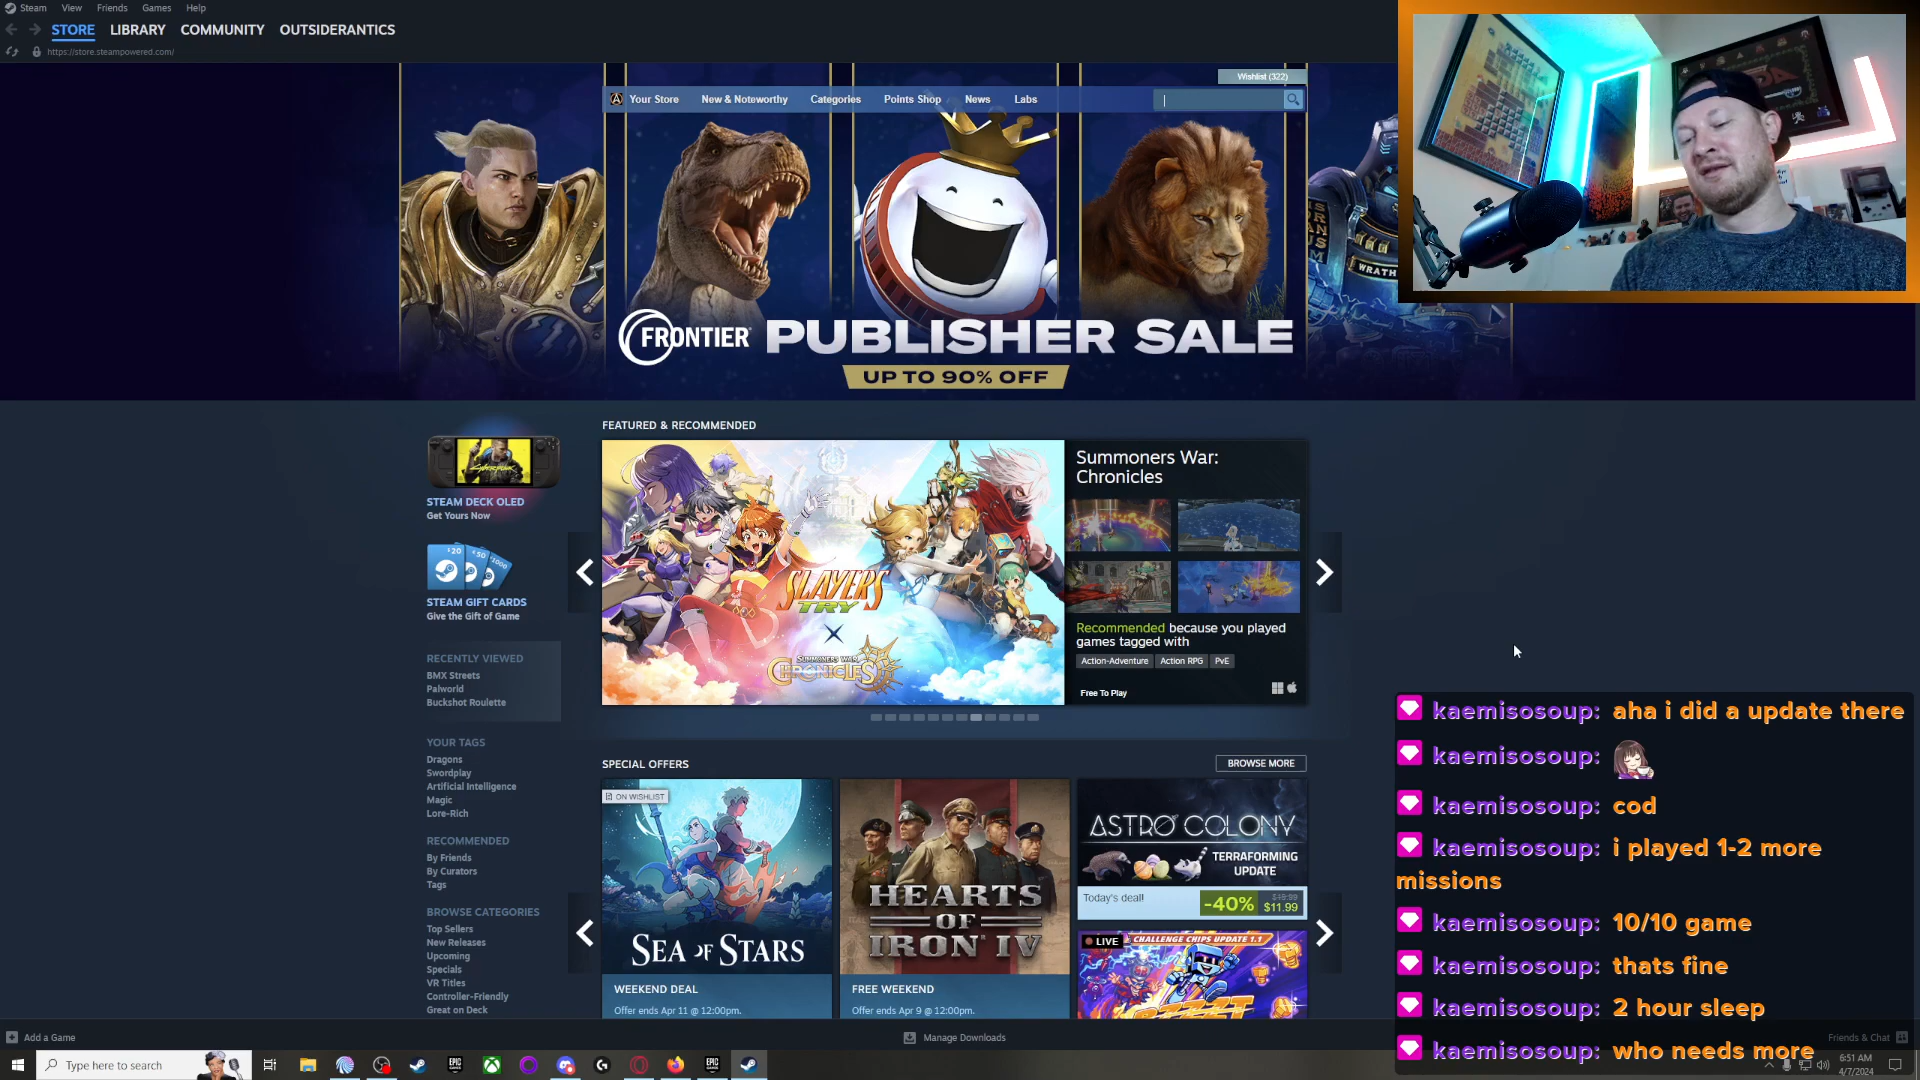 Steam View Friends Games Help
STORE LIBRARY COMMUNITY OUTSIDERANTICS
https://store.steampowered.com/
Wishlist (322)
Your Store New & Noteworthy Categories Points Shop News Labs
WRATH
FRONTIER PUBLISHER SALE
UP TO 90% OFF
FEATURED & RECOMMENDED
STEAM DECK OLED
Get Yours Now
STEAM GIFT CARDS
Give the Gift of Game
SLAYERS
TRY
X
SUMMONERS WAR
CHRONICLES
Summoners War:
Chronicles
Recommended because you played
games tagged with
Action-Adventure Action RPG PvE
Free To Play
RECENTLY VIEWED
BMX Streets
Palworld
Buckshot Roulette
YOUR TAGS
Dragons
Swordplay
Artificial Intelligence
Magic
Lore-Rich
RECOMMENDED
By Friends
By Curators
Tags
BROWSE CATEGORIES
Top Sellers
New Releases
Upcoming
Specials
VR Titles
Controller-Friendly
Great on Deck
SPECIAL OFFERS
BROWSE MORE
ON WISHLIST
SEA OF STARS
WEEKEND DEAL
Offer ends Apr 11 @ 12:00pm.
HEARTS
OF
IRON IV
FREE WEEKEND
Offer ends Apr 9 @ 12:00pm.
ASTRO COLONY
TERRAFORMING
UPDATE
Today's deal!
-40%
$19.99
$11.99
LIVE
CHALLENGE CHIPS UPDATE 1.1
kaemisosoup: aha i did a update there
kaemisosoup:
kaemisosoup: cod
kaemisosoup: i played 1-2 more
missions
kaemisosoup: 10/10 game
kaemisosoup: thats fine
kaemisosoup: 2 hour sleep
kaemisosoup: who needs more
Add a Game
Manage Downloads
Friends & Chat
Type here to search
6:51 AM
4/7/2024